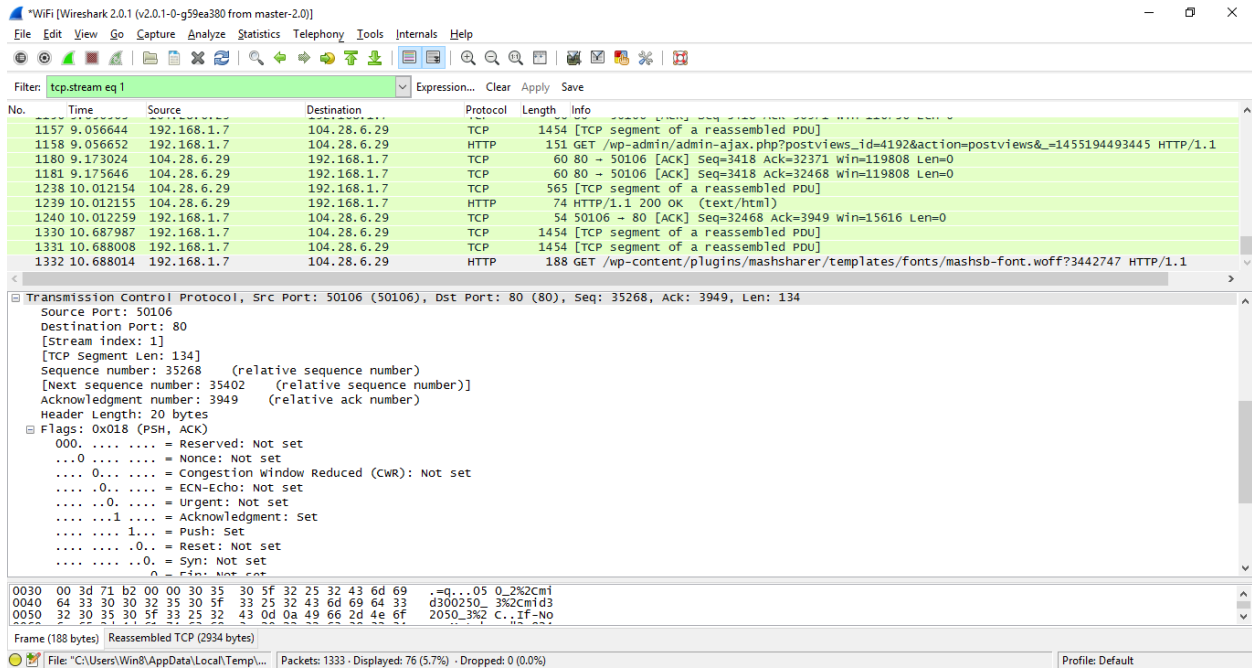 *WiFi [Wireshark 2.0.1 (v2.0.1-0-g59ea380 from master-2.0)]
File Edit View Go Capture Analyze Statistics Telephony Tools Internals Help
Filter: tcp.stream eq 1 Expression... Clear Apply Save
No. Time Source Destination Protocol Length Info
1157 9.056644 192.168.1.7 104.28.6.29 TCP 1454 [TCP segment of a reassembled PDU]
1158 9.056652 192.168.1.7 104.28.6.29 HTTP 151 GET /wp-admin/admin-ajax.php?postviews_id=4192&action=postviews&_=1455194493445 HTTP/1.1
1180 9.173024 104.28.6.29 192.168.1.7 TCP 60 80 → 50106 [ACK] Seq=3418 Ack=32371 Win=119808 Len=0
1181 9.175646 104.28.6.29 192.168.1.7 TCP 60 80 → 50106 [ACK] Seq=3418 Ack=32468 Win=119808 Len=0
1238 10.012154 104.28.6.29 192.168.1.7 TCP 565 [TCP segment of a reassembled PDU]
1239 10.012155 104.28.6.29 192.168.1.7 HTTP 74 HTTP/1.1 200 OK (text/html)
1240 10.012259 192.168.1.7 104.28.6.29 TCP 54 50106 → 80 [ACK] Seq=32468 Ack=3949 Win=15616 Len=0
1330 10.687987 192.168.1.7 104.28.6.29 TCP 1454 [TCP segment of a reassembled PDU]
1331 10.688008 192.168.1.7 104.28.6.29 TCP 1454 [TCP segment of a reassembled PDU]
1332 10.688014 192.168.1.7 104.28.6.29 HTTP 188 GET /wp-content/plugins/mashsharer/templates/fonts/mashsb-font.woff?3442747 HTTP/1.1
Transmission Control Protocol, Src Port: 50106 (50106), Dst Port: 80 (80), Seq: 35268, Ack: 3949, Len: 134
Source Port: 50106
Destination Port: 80
[Stream index: 1]
[TCP Segment Len: 134]
Sequence number: 35268 (relative sequence number)
[Next sequence number: 35402 (relative sequence number)]
Acknowledgment number: 3949 (relative ack number)
Header Length: 20 bytes
Flags: 0x018 (PSH, ACK)
000. .... .... = Reserved: Not set
...0 .... .... = Nonce: Not set
.... 0... .... = Congestion Window Reduced (CWR): Not set
.... .0.. .... = ECN-Echo: Not set
.... ..0. .... = Urgent: Not set
.... ...1 .... = Acknowledgment: Set
.... .... 1... = Push: Set
.... .... .0.. = Reset: Not set
.... .... ..0. = Syn: Not set
0030 00 3d 71 b2 00 00 30 35 30 5f 32 25 32 43 6d 69 .=q...05 0_2%2Cmi
0040 64 33 30 30 32 35 30 5f 33 25 32 43 6d 69 64 33 d300250_ 3%2Cmid3
0050 32 30 35 30 5f 33 25 32 43 0d 0a 49 66 2d 4e 6f 2050_3%2 C..If-No
Frame (188 bytes) Reassembled TCP (2934 bytes)
File: "C:\Users\Win8\AppData\Local\Temp\... Packets: 1333 · Displayed: 76 (5.7%) · Dropped: 0 (0.0%) Profile: Default